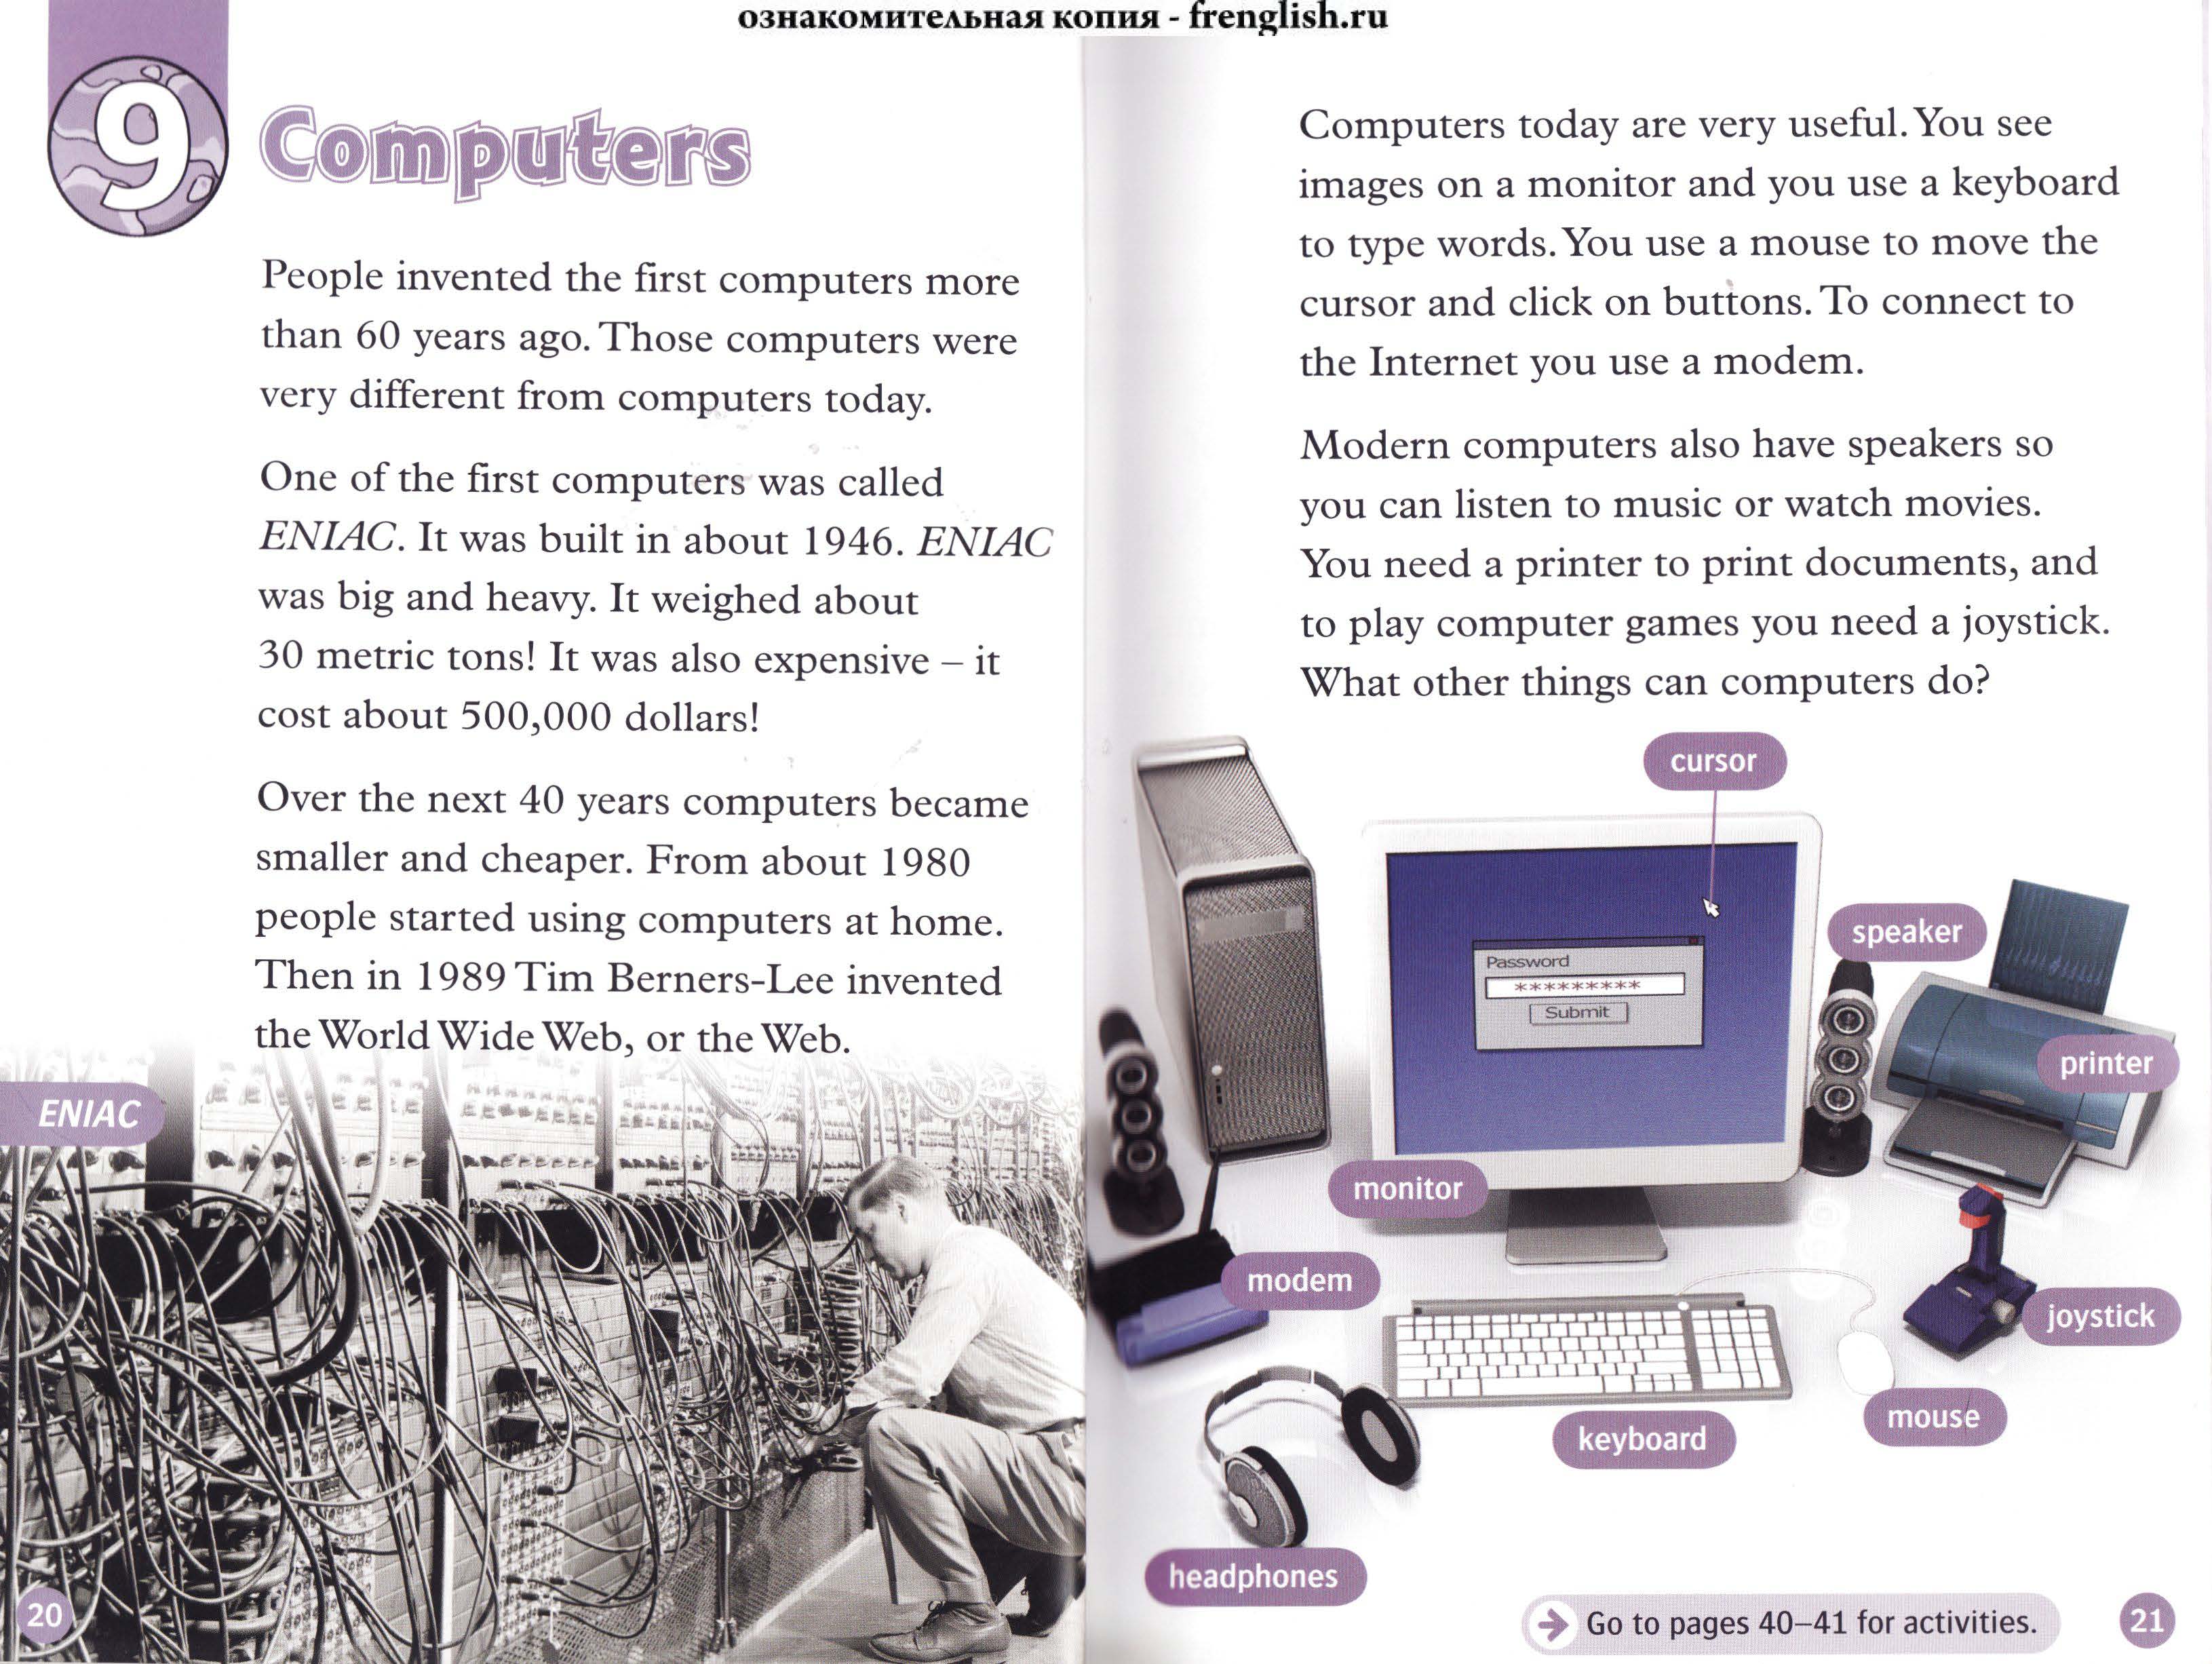 ознакомительная копия - frenglish.ru
9
Computers
People invented the first computers more
than 60 years ago. Those computers were
very different from computers today.
One of the first computers was called
ENIAC. It was built in about 1946. ENIAC
was big and heavy. It weighed about
30 metric tons! It was also expensive – it
cost about 500,000 dollars!
Over the next 40 years computers became
smaller and cheaper. From about 1980
people started using computers at home.
Then in 1989 Tim Berners-Lee invented
the World Wide Web, or the Web.
ENIAC
20
Computers today are very useful. You see
images on a monitor and you use a keyboard
to type words. You use a mouse to move the
cursor and click on buttons. To connect to
the Internet you use a modem.
Modern computers also have speakers so
you can listen to music or watch movies.
You need a printer to print documents, and
to play computer games you need a joystick.
What other things can computers do?
cursor
speaker
Password
*********
Submit
printer
monitor
modem
joystick
mouse
keyboard
headphones
Go to pages 40–41 for activities.
21